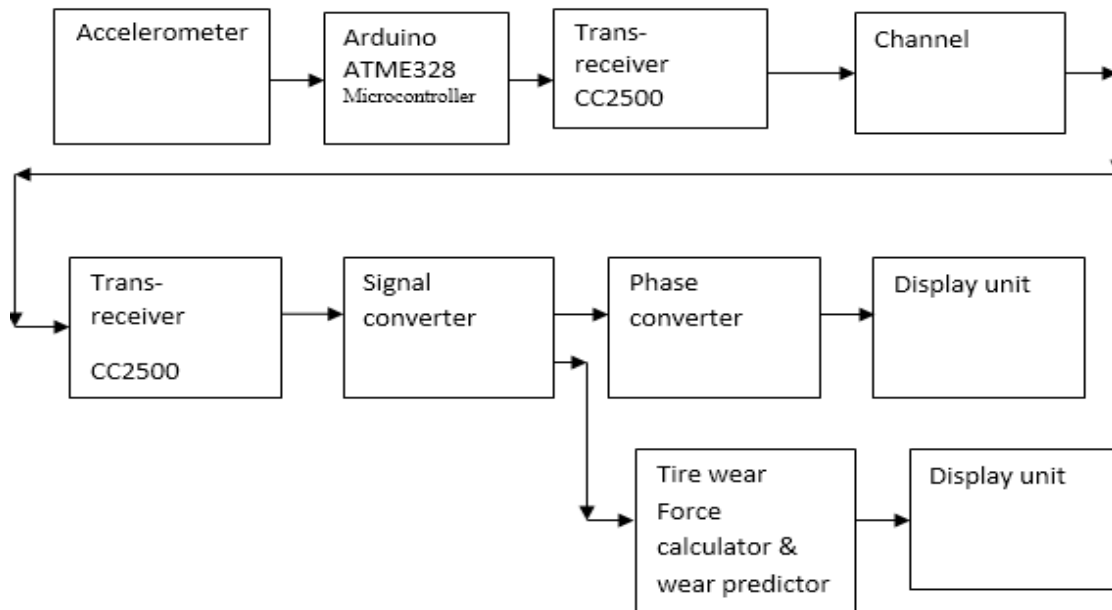 Accelerometer
Arduino
ATME328
Microcontroller
Trans-
receiver
CC2500
Channel
Trans-
receiver
CC2500
Signal
converter
Phase
converter
Display unit
Tire wear
Force
calculator &
wear predictor
Display unit